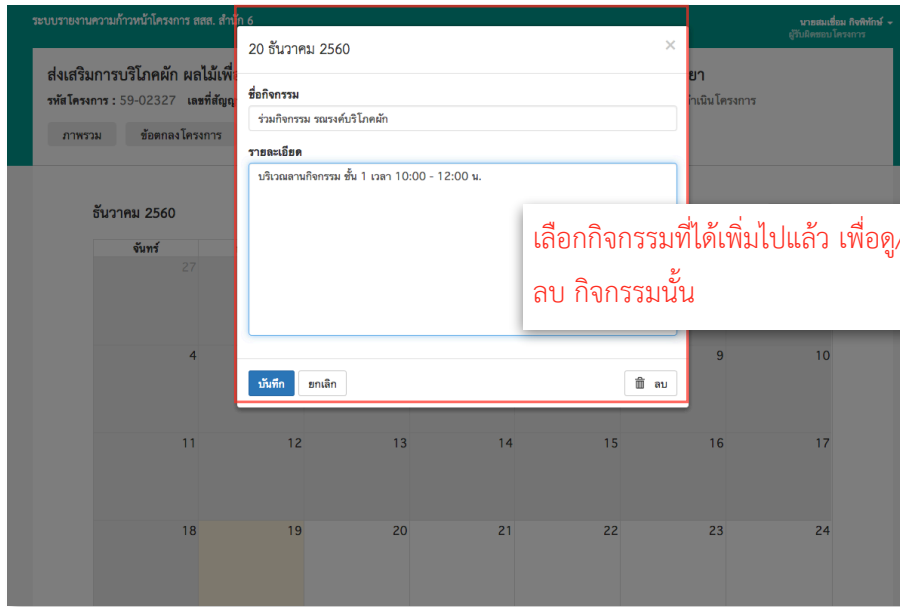 ระบบรายงานความก้าวหน้าโครงการ สสส. สำนัก 6
นายสมเชื่อม กิจพิทักษ์
ผู้รับผิดชอบโครงการ
20 ธันวาคม 2560
×
ส่งเสริมการบริโภคผัก ผลไม้เพื่
ยา
รหัสโครงการ : 59-02327 เลขที่สัญญ
ำเนินโครงการ
ภาพรวม
ข้อตกลงโครงการ
ชื่อกิจกรรม
ร่วมกิจกรรม รณรงค์บริโภคผัก
รายละเอียด
บริเวณลานกิจกรรม ชั้น 1 เวลา 10:00 - 12:00 น.
เลือกกิจกรรมที่ได้เพิ่มไปแล้ว เพื่อดู/
ลบ กิจกรรมนั้น
บันทึก
ยกเลิก
ลบ
ธันวาคม 2560
จันทร์
27
4 9 10
11 12 13 14 15 16 17
18 19 20 21 22 23 24